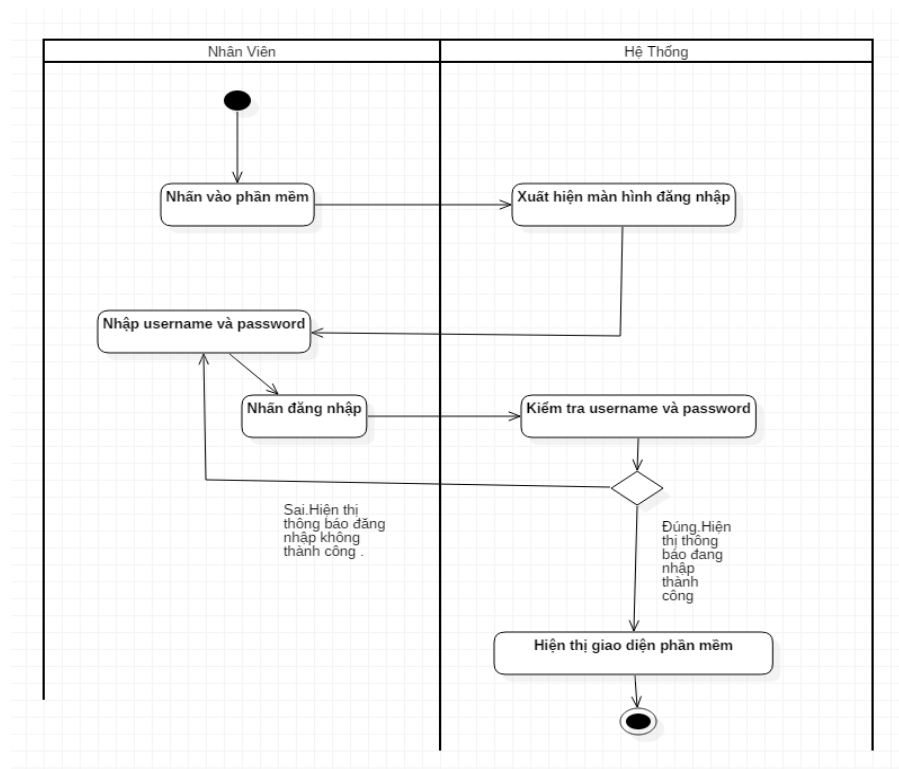 Nhân Viên
Hệ Thống
Nhấn vào phần mềm
Xuất hiện màn hình đăng nhập
Nhập username và password
Nhấn đăng nhập
Kiểm tra username và password
Sai.Hiện thị
thông báo đăng
nhập không
thành công .
Đúng.Hiện
thị thông
báo đang
nhập
thành
công
Hiện thị giao diện phần mềm